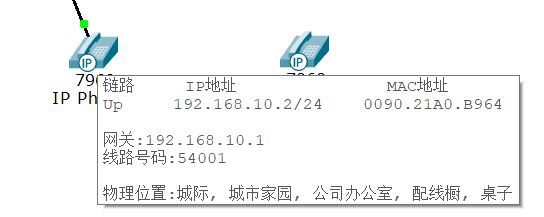 IP
IP
7960
7960
IP Ph
链路 IP地址 MAC地址
Up 192.168.10.2/24 0090.21A0.B964
网关:192.168.10.1
线路号码:54001
物理位置:城际, 城市家园, 公司办公室, 配线橱, 桌子